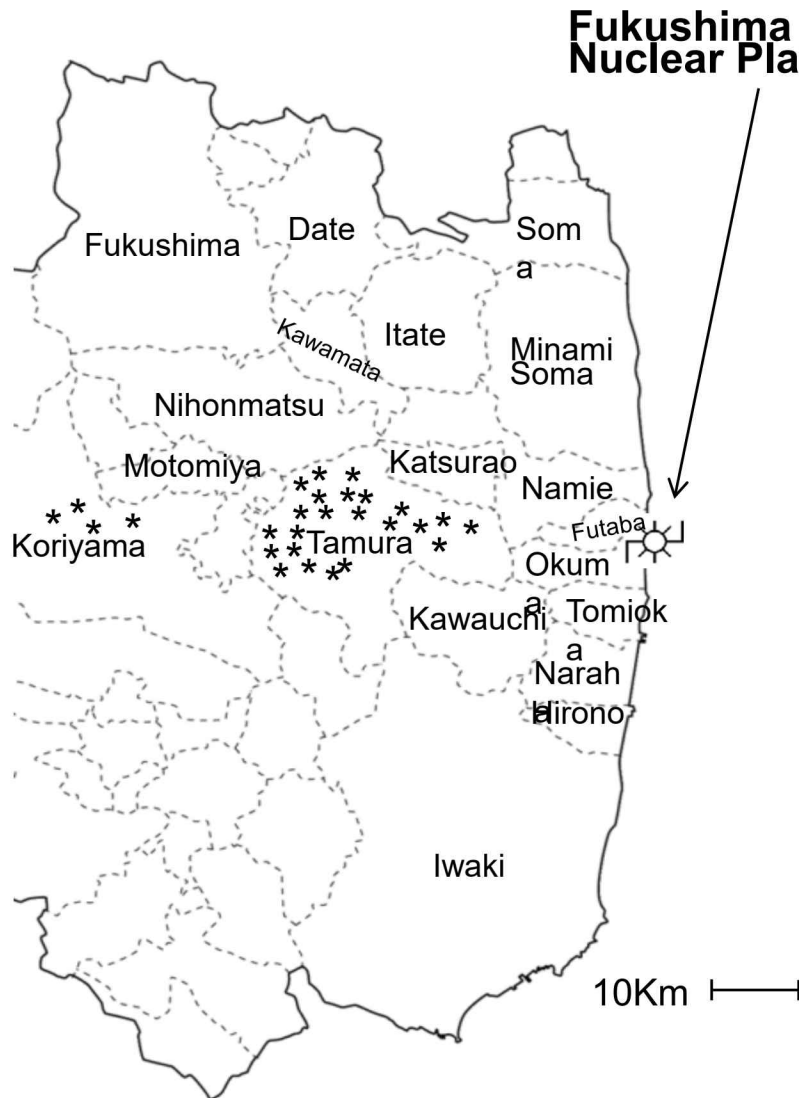 Fukushima
Nuclear Pla
Fukushima
Date
Som
a
Kawamata
Itate
Minami
Soma
Nihonmatsu
Motomiya
Katsurao
Namie
Futaba
Koriyama
Tamura
Okum
a
Kawauchi
Tomiok
a
Narah
a
Hirono
Iwaki
10Km